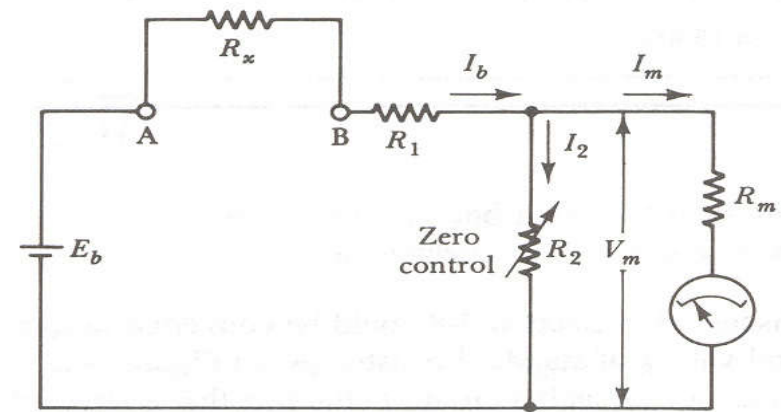 R_x
I_b
I_m
A
B
R_1
I_2
R_m
Zero
control
R_2
V_m
E_b